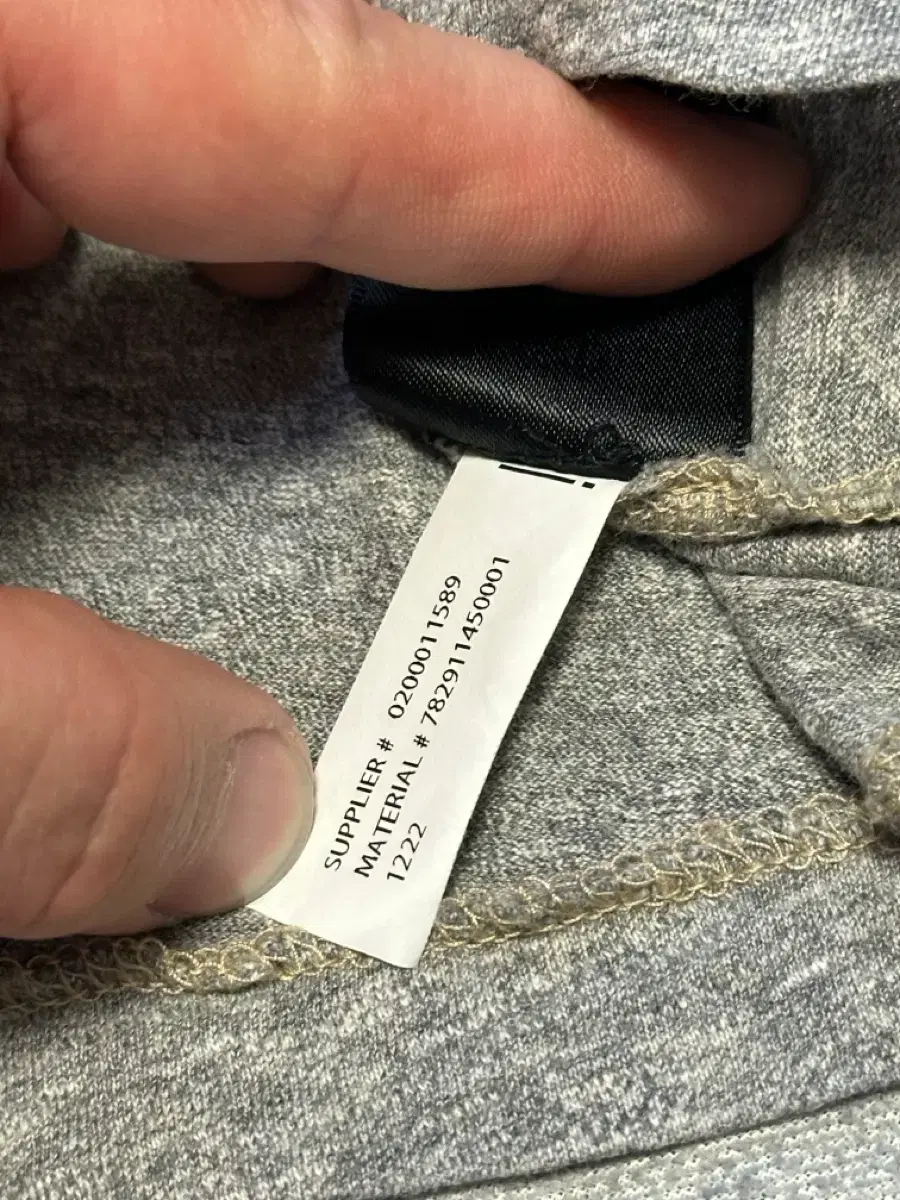 SUPPLIER # 0200011589
MATERIAL # 782911450001
1222